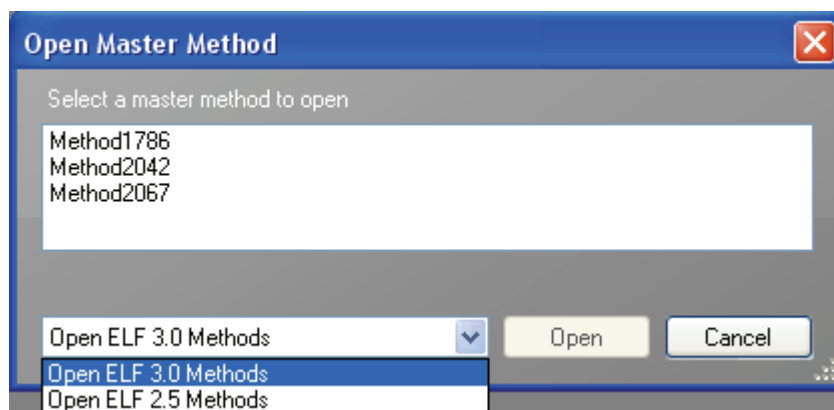 Open Master Method
Select a master method to open
Method1786
Method2042
Method2067
Open ELF 3.0 Methods
Open
Cancel
Open ELF 3.0 Methods
Open ELF 2.5 Methods